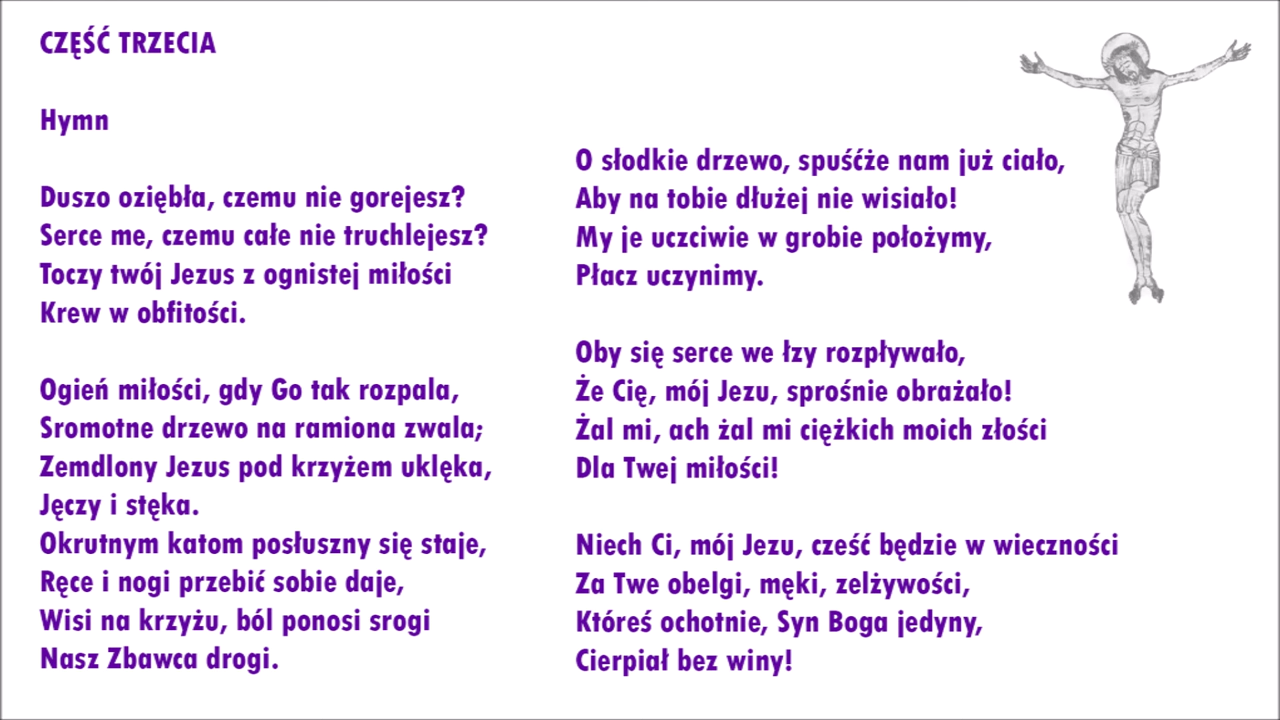 CZĘŚĆ TRZECIA
Hymn
Duszo oziębła, czemu nie gorejesz?
Serce me, czemu całe nie truchlejesz?
Toczy twój Jezus z ognistej miłości
Krew w obfitości.
Ogień miłości, gdy Go tak rozpala,
Sromotne drzewo na ramiona zwala;
Zemdlony Jezus pod krzyżem uklęka,
Jęczy i stęka.
Okrutnym katom posłuszny się staje,
Ręce i nogi przebić sobie daje,
Wisi na krzyżu, ból ponosi srogi
Nasz Zbawca drogi.
O słodkie drzewo, spuśćże nam już ciało,
Aby na tobie dłużej nie wisiało!
My je uczciwie w grobie położymy,
Płacz uczynimy.
Oby się serce we łzy rozpływało,
Że Cię, mój Jezu, sprośnie obrażało!
Żal mi, ach żal mi ciężkich moich złości
Dla Twej miłości!
Niech Ci, mój Jezu, cześć będzie w wieczności
Za Twe obelgi, męki, zelżywości,
Któreś ochotnie, Syn Boga jedyny,
Cierpiał bez winy!